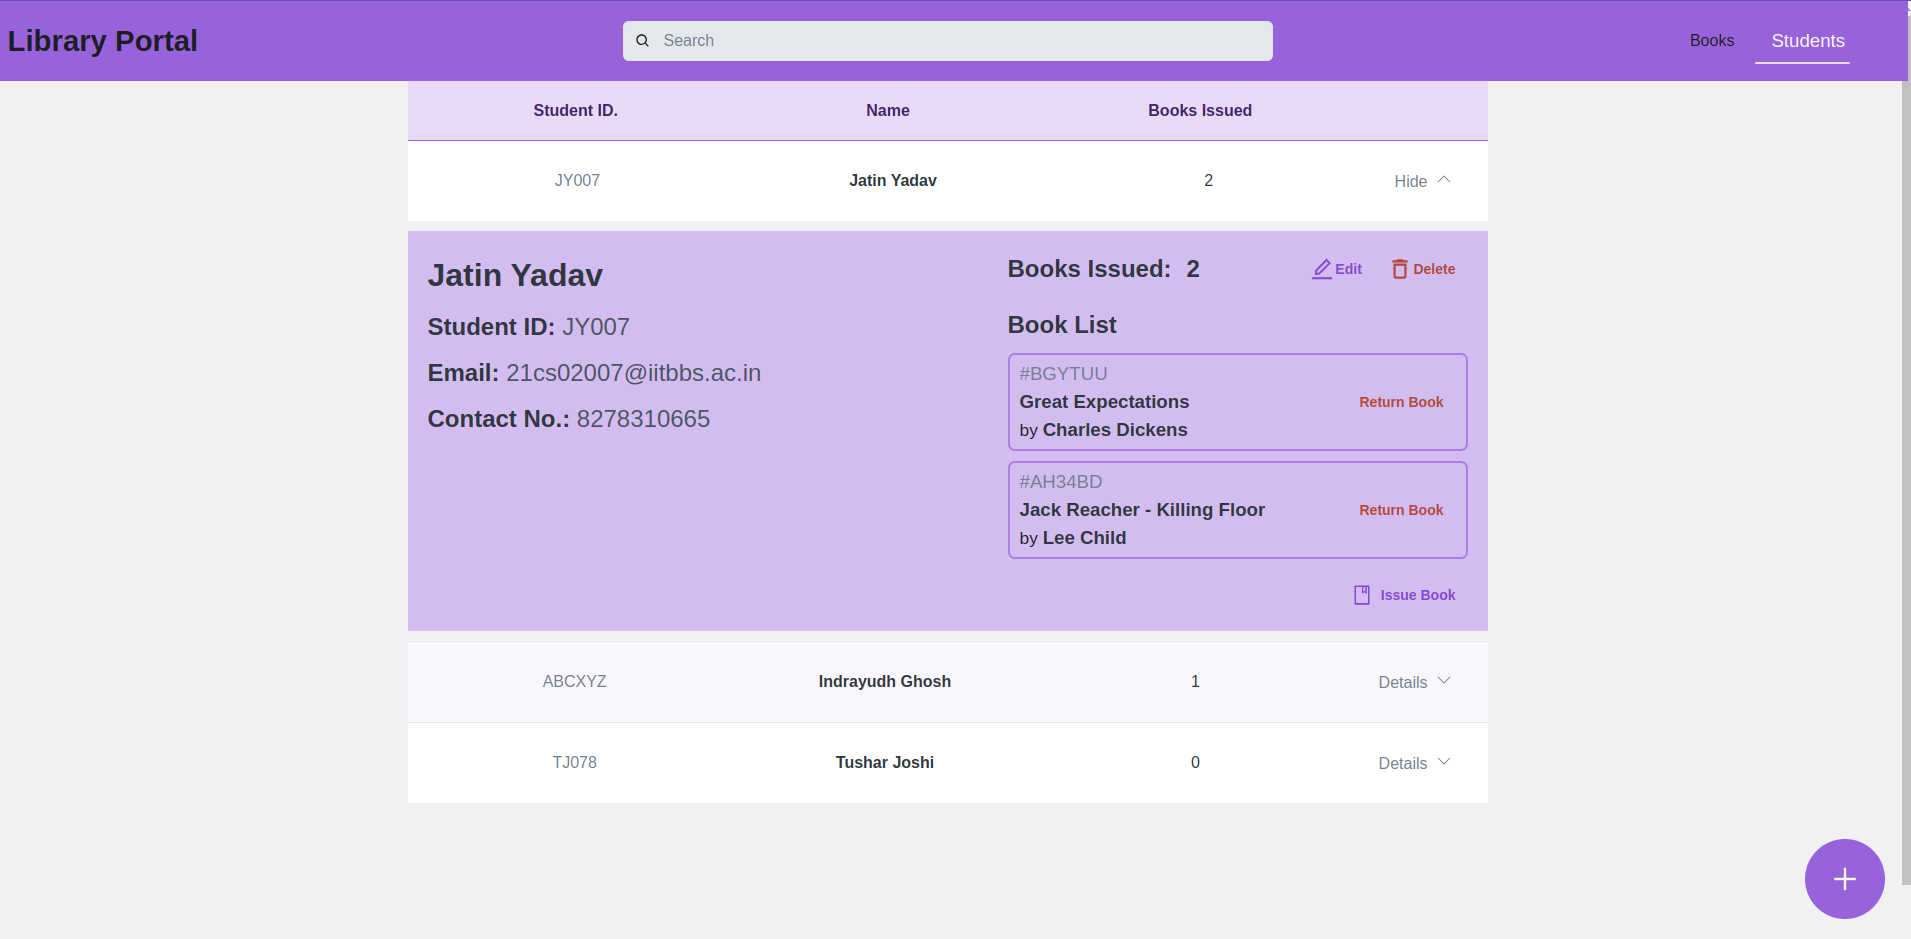 Library Portal
Search
Books
Students
Student ID.
Name
Books Issued
JY007
Jatin Yadav
2
Hide
Jatin Yadav
Student ID: JY007
Email: 21cs02007@iitbbs.ac.in
Contact No.: 8278310665
Books Issued: 2
Edit
Delete
Book List
#BGYTUU
Great Expectations
by Charles Dickens
Return Book
#AH34BD
Jack Reacher - Killing Floor
by Lee Child
Return Book
Issue Book
ABCXYZ
Indrayudh Ghosh
1
Details
TJ078
Tushar Joshi
0
Details